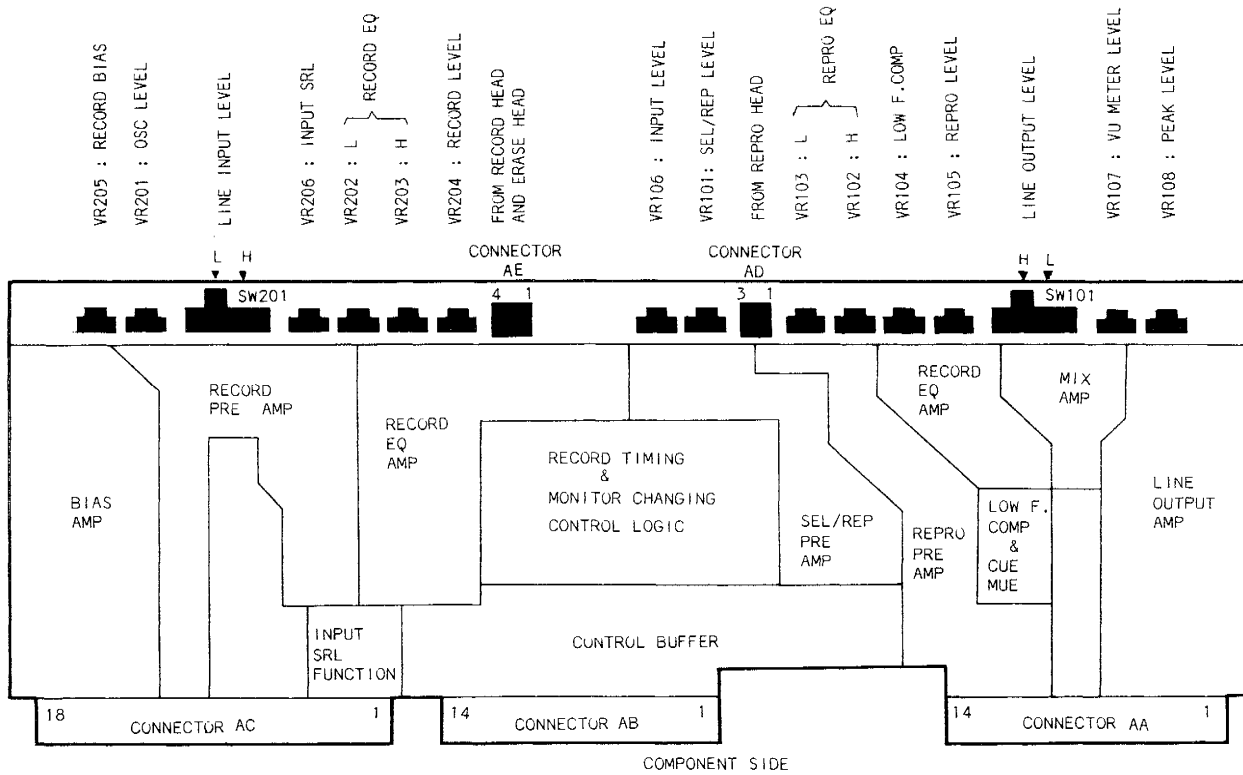 VR205 : RECORD BIAS
VR201 : OSC LEVEL
LINE INPUT LEVEL
VR206 : INPUT SRL
VR202 : L
VR203 : H
RECORD EQ
VR204 : RECORD LEVEL
FROM RECORD HEAD
AND ERASE HEAD
VR106 : INPUT LEVEL
VR101: SEL/REP LEVEL
FROM REPRO HEAD
VR103 : L
VR102 : H
REPRO EQ
VR104 : LOW F.COMP
VR105 : REPRO LEVEL
LINE OUTPUT LEVEL
VR107 : VU METER LEVEL
VR108 : PEAK LEVEL
L H
CONNECTOR
AE
CONNECTOR
AD
H L
SW201
4 1
3 1
SW101
RECORD
PRE AMP
RECORD
EQ
AMP
BIAS
AMP
RECORD TIMING
&
MONITOR CHANGING
CONTROL LOGIC
SEL/REP
PRE
AMP
REPRO
PRE
AMP
RECORD
EQ
AMP
MIX
AMP
LOW F.
COMP
&
CUE
MUE
LINE
OUTPUT
AMP
INPUT
SRL
FUNCTION
CONTROL BUFFER
18 CONNECTOR AC 1
14 CONNECTOR AB 1
14 CONNECTOR AA 1
COMPONENT SIDE